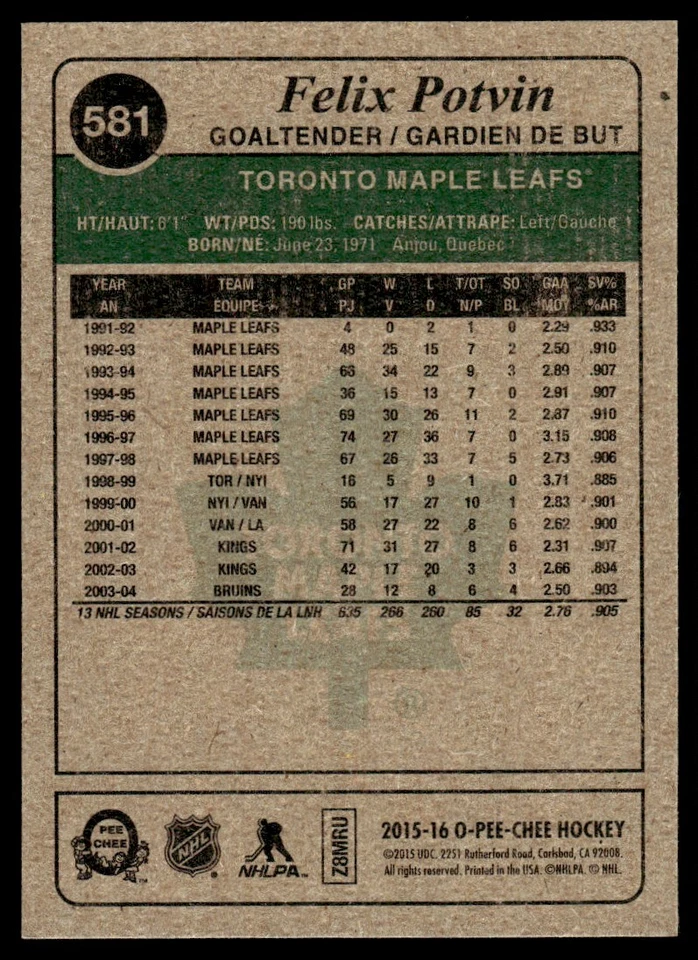 581
Felix Potvin
GOALTENDER / GARDIEN DE BUT
TORONTO MAPLE LEAFS
HT/HAUT: 6'1" WT/PDS: 190 lbs. CATCHES/ATTRAPE: Left/Gauche
BORN/NÉ: June 23, 1971 Anjou, Quebec
YEAR TEAM GP W L T/OT SO GAA SV%
AN ÉQUIPE PJ V D N/P BL MOY %AR
1991-92 MAPLE LEAFS 4 0 2 1 0 2.29 .933
1992-93 MAPLE LEAFS 48 25 15 7 2 2.50 .910
1993-94 MAPLE LEAFS 66 34 22 9 3 2.89 .907
1994-95 MAPLE LEAFS 36 15 13 7 0 2.91 .907
1995-96 MAPLE LEAFS 69 30 26 11 2 2.87 .910
1996-97 MAPLE LEAFS 74 27 36 7 0 3.15 .908
1997-98 MAPLE LEAFS 67 26 33 7 5 2.73 .906
1998-99 TOR / NYI 16 5 9 1 0 3.71 .885
1999-00 NYI / VAN 56 17 27 10 1 2.83 .901
2000-01 VAN / LA 58 27 22 8 6 2.62 .900
2001-02 KINGS 71 31 27 8 6 2.31 .907
2002-03 KINGS 42 17 20 3 3 2.66 .894
2003-04 BRUINS 28 12 8 6 4 2.50 .903
13 NHL SEASONS / SAISONS DE LA LNH 635 266 260 85 32 2.76 .905
TORONTO
MAPLE
LEAFS
®
O
PEE
CHEE
™
NHL
®
NHLPA™
Z8MRU
2015-16 O-PEE-CHEE HOCKEY
©2015 UDC. 2251 Rutherford Road, Carlsbad, CA 92008.
All rights reserved. Printed in the USA. ©NHLPA. © NHL.